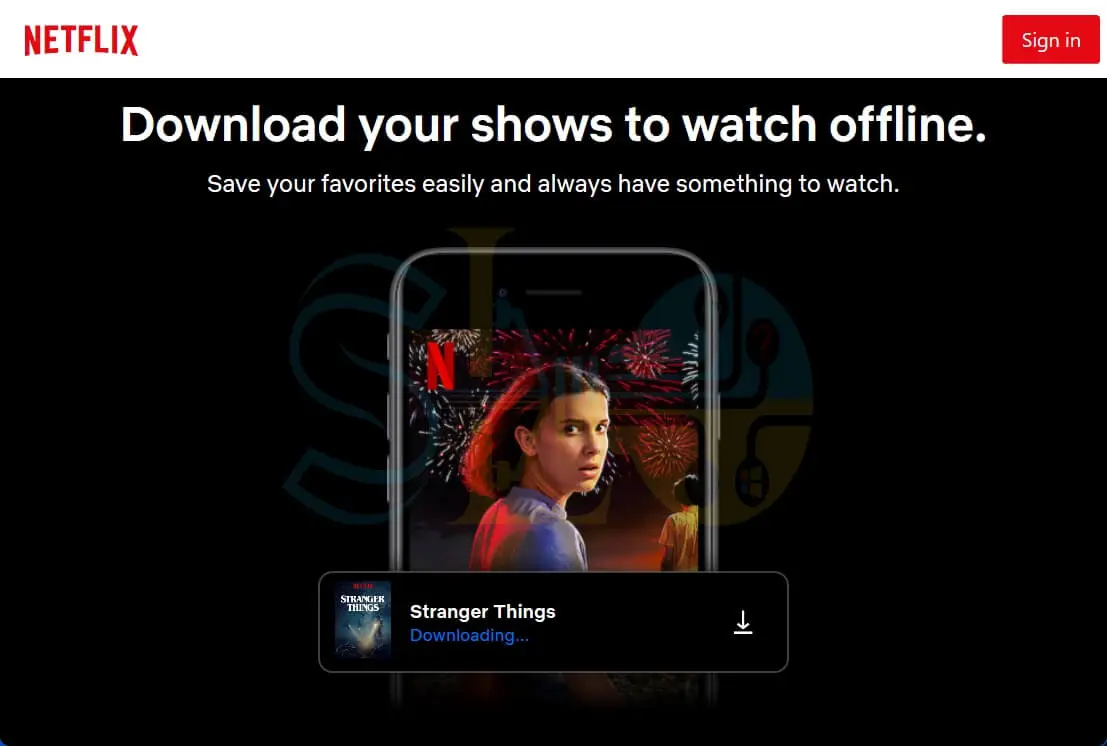 NETFLIX
Sign in
Download your shows to watch offline.
Save your favorites easily and always have something to watch.
N
STRANGER
THINGS
Stranger Things
Downloading...